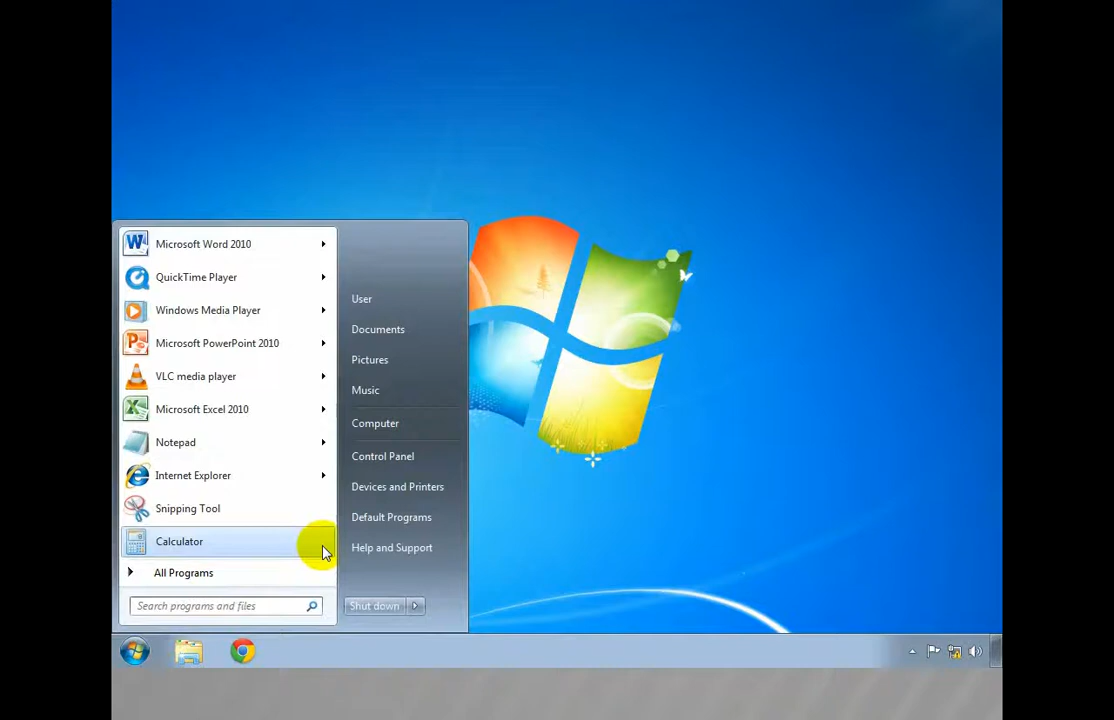 Microsoft Word 2010
QuickTime Player
Windows Media Player
Microsoft PowerPoint 2010
VLC media player
Microsoft Excel 2010
Notepad
Internet Explorer
Snipping Tool
Calculator
All Programs
Search programs and files
User
Documents
Pictures
Music
Computer
Control Panel
Devices and Printers
Default Programs
Help and Support
Shut down